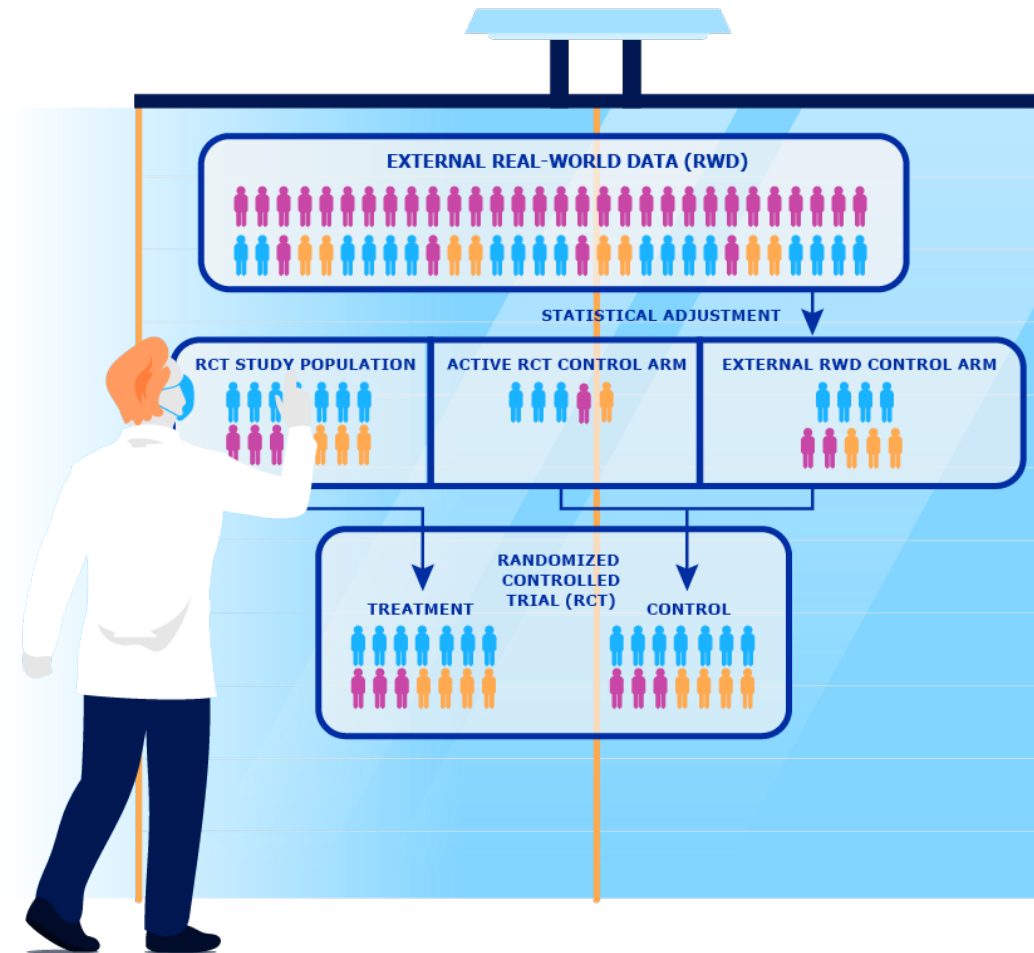 EXTERNAL REAL-WORLD DATA (RWD)
STATISTICAL ADJUSTMENT
RCT STUDY POPULATION
ACTIVE RCT CONTROL ARM
EXTERNAL RWD CONTROL ARM
RANDOMIZED
CONTROLLED
TRIAL (RCT)
TREATMENT
CONTROL